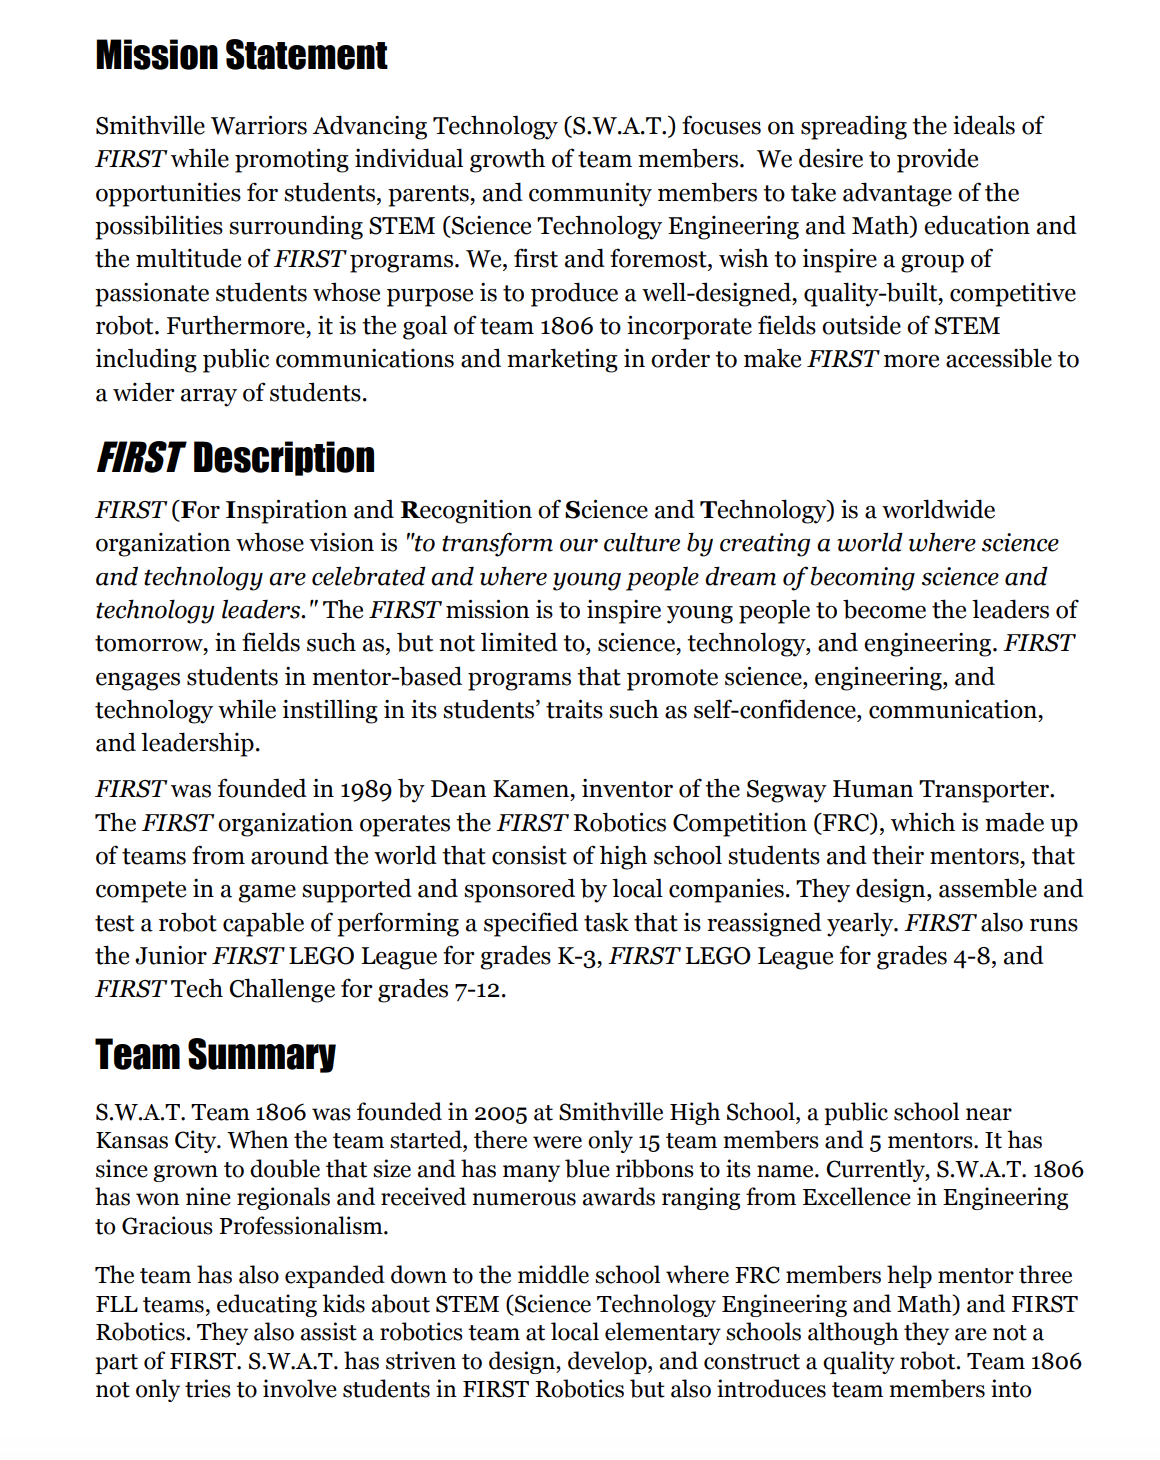 Mission Statement
Smithville Warriors Advancing Technology (S.W.A.T.) focuses on spreading the ideals of
FIRST while promoting individual growth of team members.  We desire to provide
opportunities for students, parents, and community members to take advantage of the
possibilities surrounding STEM (Science Technology Engineering and Math) education and
the multitude of FIRST programs. We, first and foremost, wish to inspire a group of
passionate students whose purpose is to produce a well-designed, quality-built, competitive
robot. Furthermore, it is the goal of team 1806 to incorporate fields outside of STEM
including public communications and marketing in order to make FIRST more accessible to
a wider array of students.
FIRST Description
FIRST (For Inspiration and Recognition of Science and Technology) is a worldwide
organization whose vision is "to transform our culture by creating a world where science
and technology are celebrated and where young people dream of becoming science and
technology leaders." The FIRST mission is to inspire young people to become the leaders of
tomorrow, in fields such as, but not limited to, science, technology, and engineering. FIRST
engages students in mentor-based programs that promote science, engineering, and
technology while instilling in its students’ traits such as self-confidence, communication,
and leadership.
FIRST was founded in 1989 by Dean Kamen, inventor of the Segway Human Transporter.
The FIRST organization operates the FIRST Robotics Competition (FRC), which is made up
of teams from around the world that consist of high school students and their mentors, that
compete in a game supported and sponsored by local companies. They design, assemble and
test a robot capable of performing a specified task that is reassigned yearly. FIRST also runs
the Junior FIRST LEGO League for grades K-3, FIRST LEGO League for grades 4-8, and
FIRST Tech Challenge for grades 7-12.
Team Summary
S.W.A.T. Team 1806 was founded in 2005 at Smithville High School, a public school near
Kansas City. When the team started, there were only 15 team members and 5 mentors. It has
since grown to double that size and has many blue ribbons to its name. Currently, S.W.A.T. 1806
has won nine regionals and received numerous awards ranging from Excellence in Engineering
to Gracious Professionalism.
The team has also expanded down to the middle school where FRC members help mentor three
FLL teams, educating kids about STEM (Science Technology Engineering and Math) and FIRST
Robotics. They also assist a robotics team at local elementary schools although they are not a
part of FIRST. S.W.A.T. has striven to design, develop, and construct a quality robot. Team 1806
not only tries to involve students in FIRST Robotics but also introduces team members into